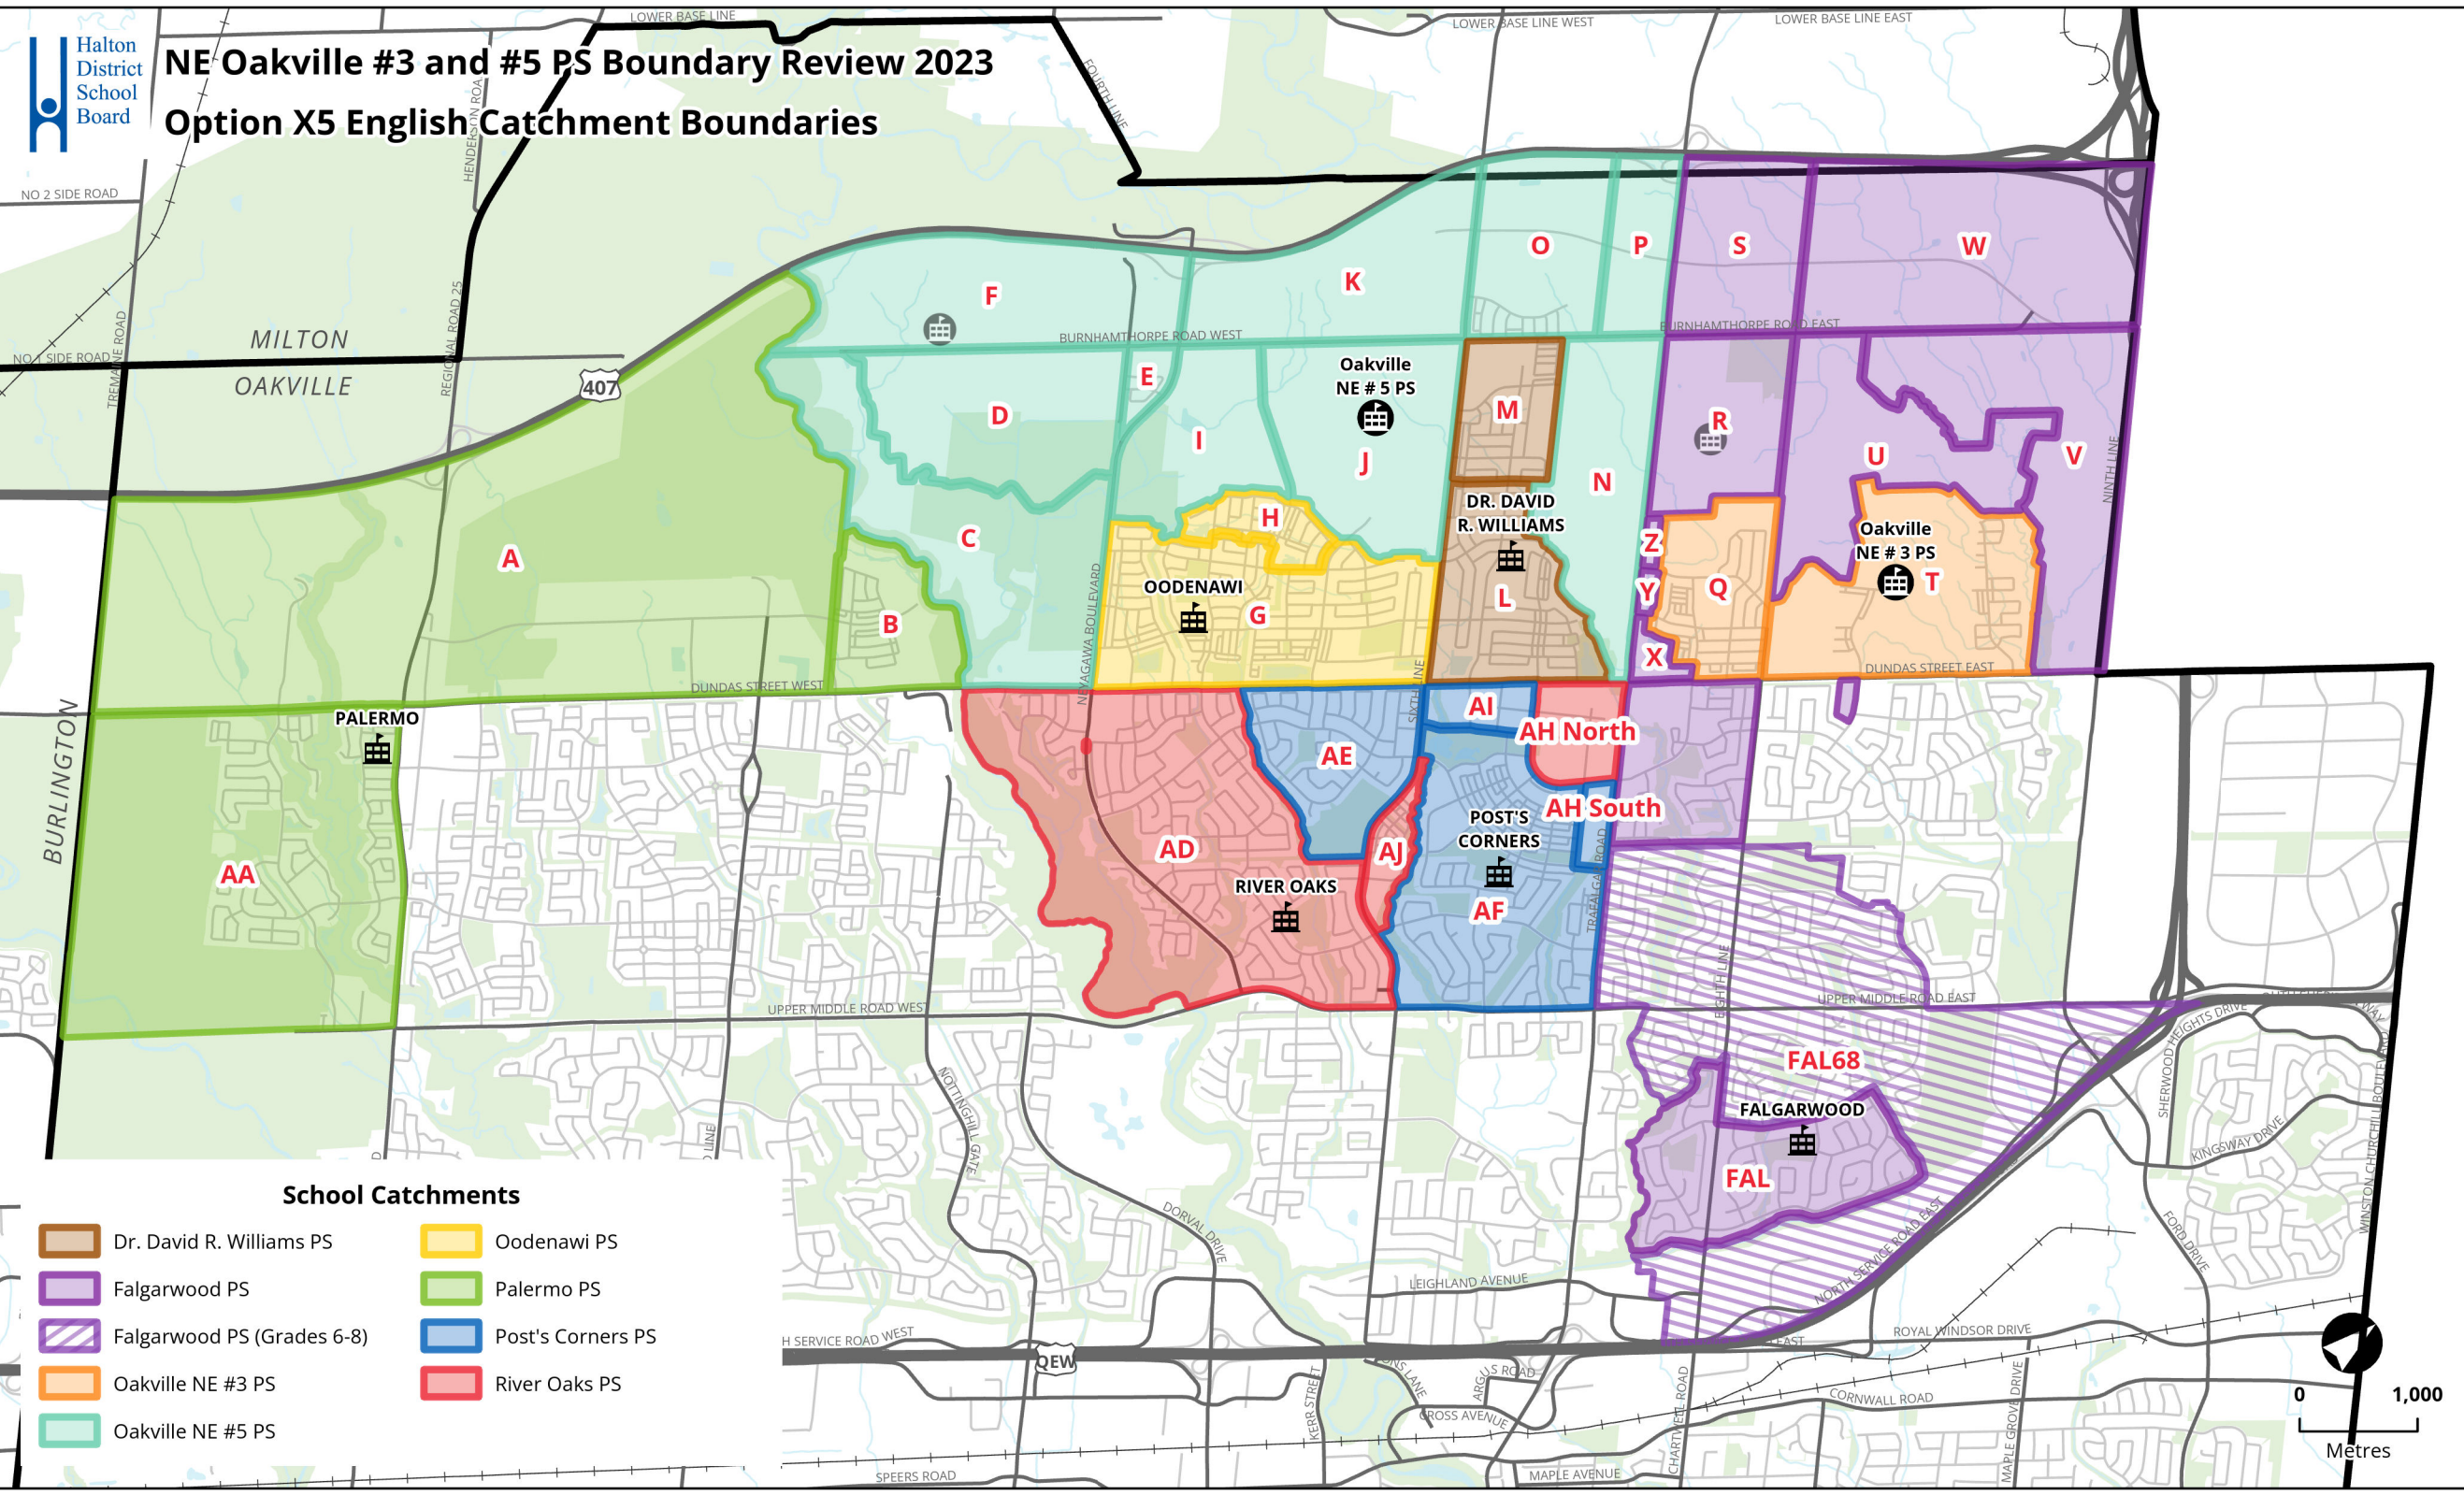 Halton
District
School
Board
NE Oakville #3 and #5 PS Boundary Review 2023
Option X5 English Catchment Boundaries
LOWER BASE LINE
LOWER BASE LINE WEST
LOWER BASE LINE EAST
FOURTH LINE
NO 2 SIDE ROAD
NO 1 SIDE ROAD
TREMAINE ROAD
REGIONAL ROAD 25
MILTON
OAKVILLE
407
BURLINGTON
BURNHAMTHORPE ROAD WEST
BURNHAMTHORPE ROAD EAST
F
K
O
P
S
W
E
D
I
J
M
N
R
U
V
Oakville
NE # 5 PS
A
C
B
H
G
OODENAWI
DR. DAVID
R. WILLIAMS
L
Z
Y
X
Q
Oakville
NE # 3 PS
T
NINTH LINE
NEYAGAWA BOULEVARD
SIXTH LINE
DUNDAS STREET WEST
DUNDAS STREET EAST
PALERMO
AA
AD
AE
AI
AH North
AH South
AJ
AF
POST'S
CORNERS
RIVER OAKS
TRAFALGAR ROAD
EIGHTH LINE
UPPER MIDDLE ROAD WEST
UPPER MIDDLE ROAD EAST
FAL68
FALGARWOOD
FAL
NOTTINGHILL GATE
DORVAL DRIVE
SHERWOOD HEIGHTS DRIVE
KINGSWAY DRIVE
WINSTON CHURCHILL BOULEVARD
FORD DRIVE
NORTH SERVICE ROAD EAST
LEIGHLAND AVENUE
H SERVICE ROAD WEST
QEW
EAST
ROYAL WINDSOR DRIVE
CORNWALL ROAD
KERR STREET
CROSS AVENUE
CHARTWELL ROAD
MAPLE GROVE DRIVE
MAPLE AVENUE
SPEERS ROAD
School Catchments
Dr. David R. Williams PS
Falgarwood PS
Falgarwood PS (Grades 6-8)
Oakville NE #3 PS
Oakville NE #5 PS
Oodenawi PS
Palermo PS
Post's Corners PS
River Oaks PS
0
1,000
Metres